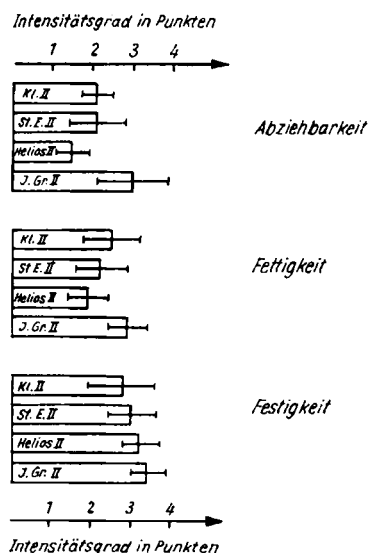 Intensitätsgrad in Punkten
1 2 3 4
Kl. II
St. E. II
Abziehbarkeit
Helios II
J. Gr. II
Kl. II
St E. II
Fettigkeit
Helios II
J. Gr. II
Kl. II
St. E. II
Festigkeit
Helios II
J. Gr. II
1 2 3 4
Intensitätsgrad in Punkten